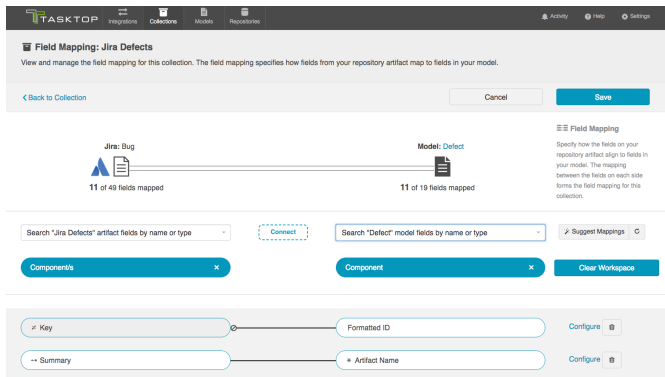 TASKTOP
Integrations
Collections
Models
Repositories
Activity
Help
Settings
Field Mapping: Jira Defects
View and manage the field mapping for this collection. The field mapping specifies how fields from your repository artifact map to fields in your model.
Back to Collection
Cancel
Save
Jira: Bug
11 of 49 fields mapped
Model: Defect
11 of 19 fields mapped
Field Mapping
Specify how the fields on your
repository artifact align to fields in
your model. The mapping
between the fields on each side
forms the field mapping for this
collection.
Search "Jira Defects" artifact fields by name or type
Connect
Search "Defect" model fields by name or type
Suggest Mappings
Component/s
Component
Clear Workspace
Key
Formatted ID
Configure
Summary
Artifact Name
Configure